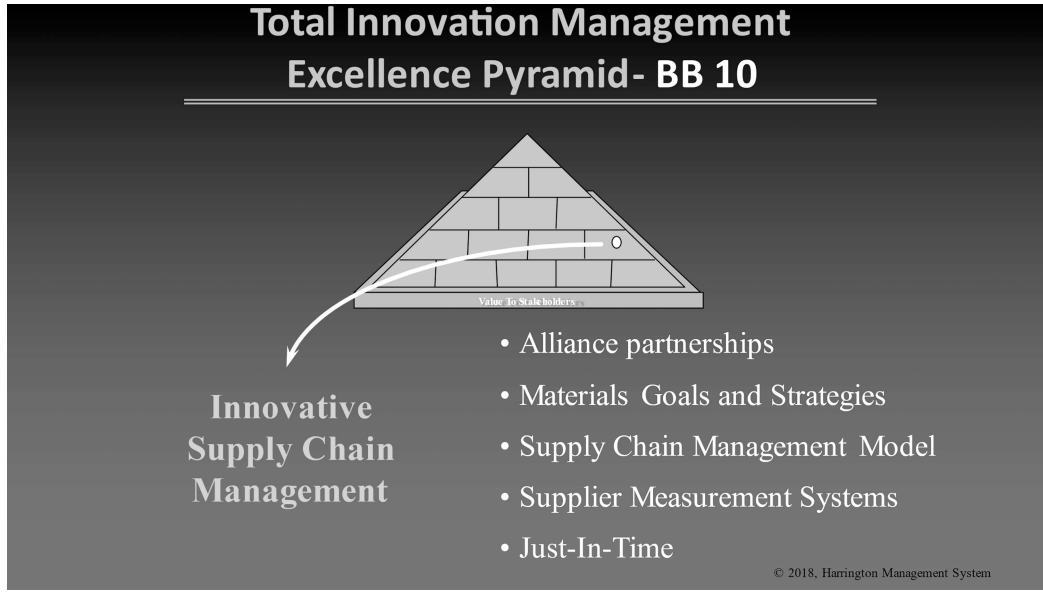 Total Innovation Management
Excellence Pyramid- BB 10
Value To Stakeholders
Innovative
Supply Chain
Management
• Alliance partnerships
• Materials Goals and Strategies
• Supply Chain Management Model
• Supplier Measurement Systems
• Just-In-Time
© 2018, Harrington Management System